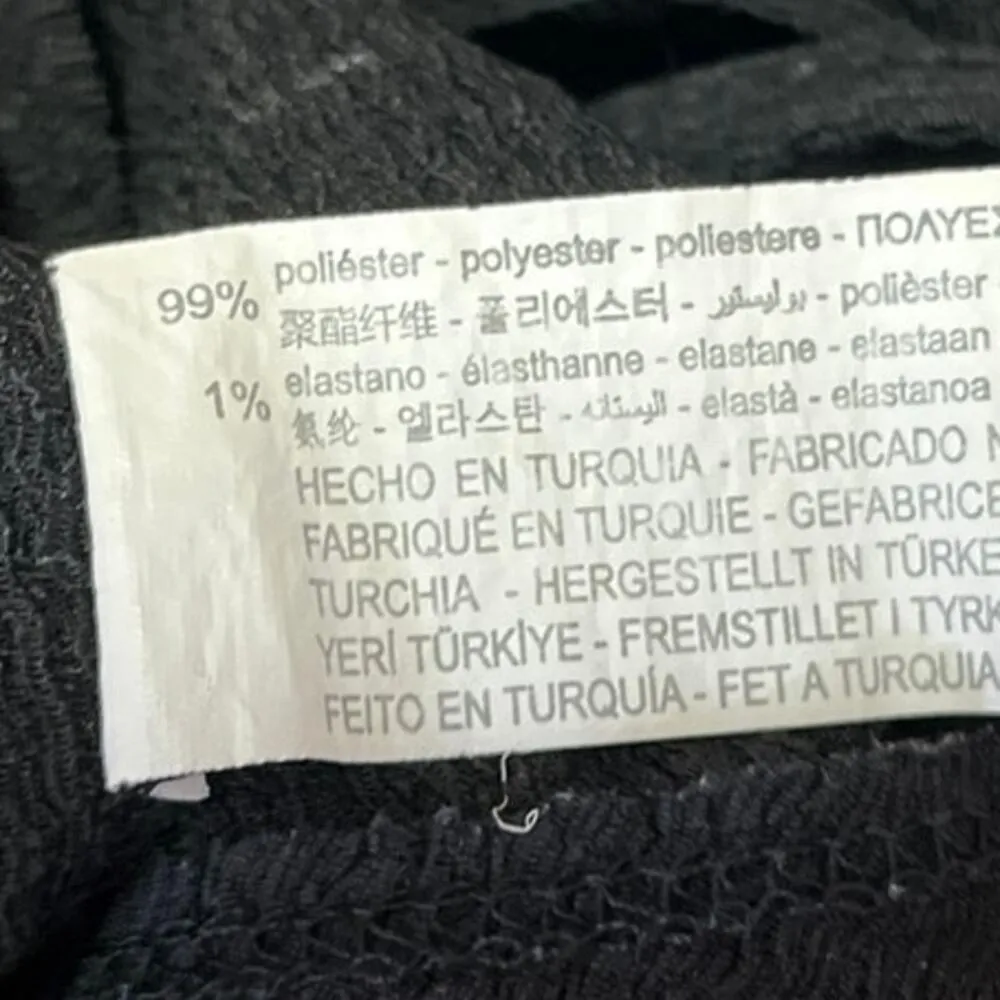 99% poliéster - polyester - poliestere - ΠΟΛΥΕΣ
聚酯纤维 - 폴리에스터 - بوليستر - polièster -
1% elastano - élasthanne - elastane - elastaan
氨纶 - 엘라스탄 - اليستانه - elastà - elastanoa
HECHO EN TURQUIA - FABRICADO N
FABRIQUÉ EN TURQUIE - GEFABRICE
TURCHIA - HERGESTELLT IN TÜRKE
YERİ TÜRKİYE - FREMSTILLET I TYRK
FEITO EN TURQUÍA - FET A TURQUIA